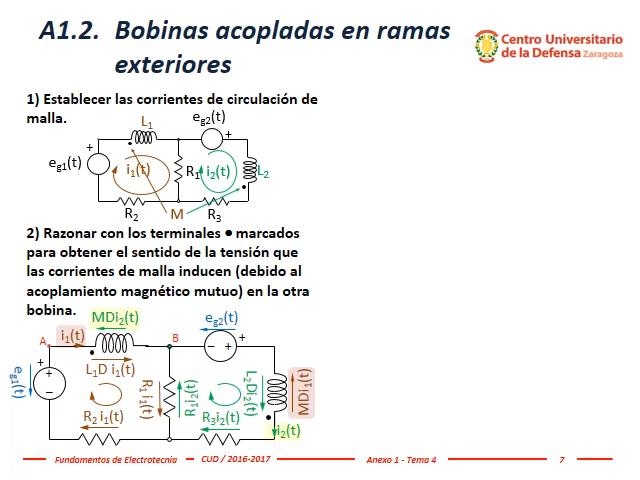 A1.2. Bobinas acopladas en ramas
exteriores
Centro Universitario
de la Defensa Zaragoza
1) Establecer las corrientes de circulación de
malla.
L₁
e_g2(t)
+
+
e_g1(t)
i₁(t)
R₁
i₂(t)
L₂
R₂
M
R₃
2) Razonar con los terminales • marcados
para obtener el sentido de la tensión que
las corrientes de malla inducen (debido al
acoplamiento magnético mutuo) en la otra
bobina.
MDi₂(t)
e_g2(t)
A
i₁(t)
B
− +
+
+
+
−
e_g1(t)
L₁D i₁(t)
R₁ i₁(t)
R₁i₂(t)
L₂Di₂(t)
MDi₁(t)
R₂ i₁(t)
R₃i₂(t)
i₂(t)
Fundamentos de Electrotecnia
CUD / 2016-2017
Anexo 1 - Tema 4
7